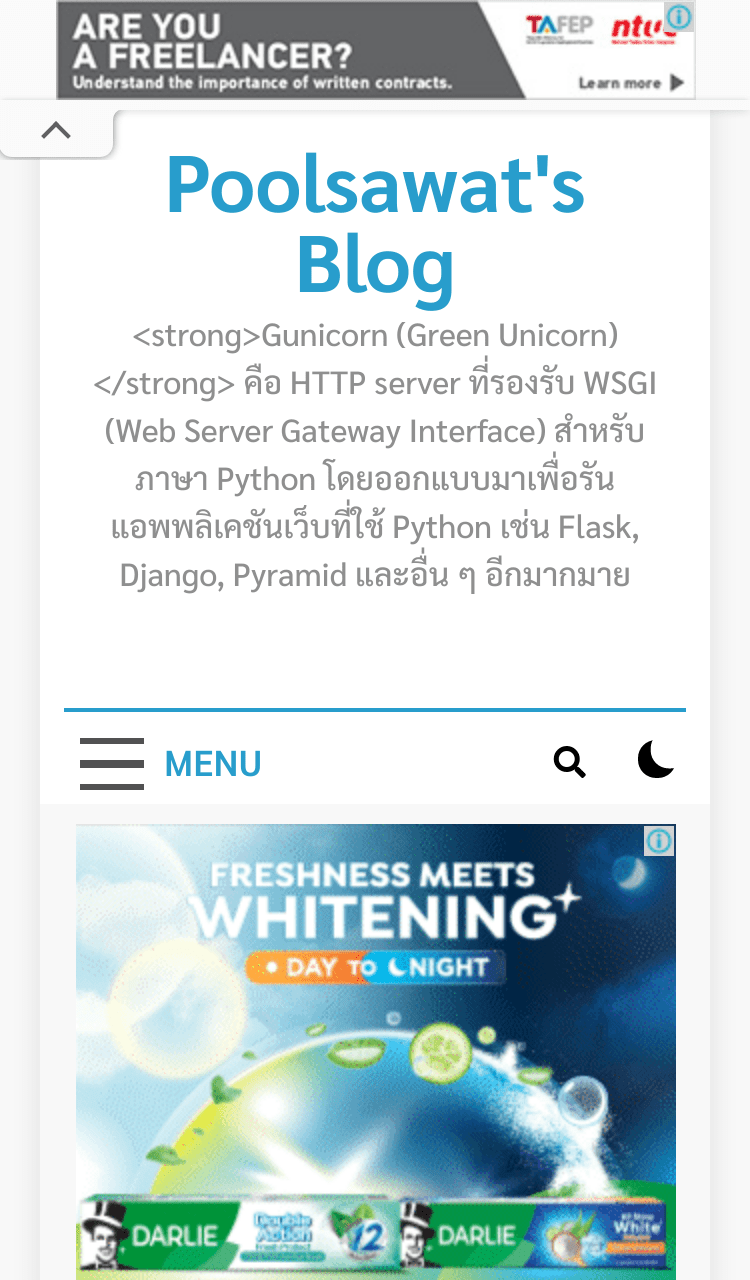 ARE YOU
A FREELANCER?
Understand the importance of written contracts.
TAFEP
Learn more
Poolsawat's
Blog
<strong>Gunicorn (Green Unicorn)
</strong> คือ HTTP server ที่รองรับ WSGI
(Web Server Gateway Interface) สำหรับ
ภาษา Python โดยออกแบบมาเพื่อรัน
แอพพลิเคชันเว็บที่ใช้ Python เช่น Flask,
Django, Pyramid และอื่น ๆ อีกมากมาย
MENU
FRESHNESS MEETS
WHITENING
DAY TO NIGHT
DARLIE
Double
Action
12
DARLIE
White